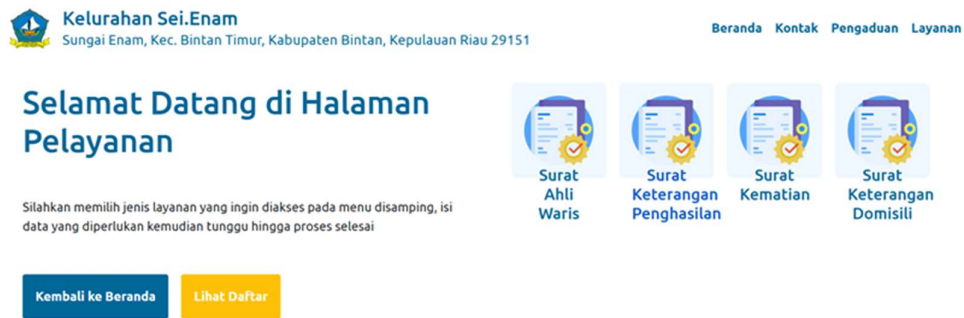 Kelurahan Sei.Enam
Sungai Enam, Kec. Bintan Timur, Kabupaten Bintan, Kepulauan Riau 29151
Beranda Kontak Pengaduan Layanan
Selamat Datang di Halaman
Pelayanan
Silahkan memilih jenis layanan yang ingin diakses pada menu disamping, isi
data yang diperlukan kemudian tunggu hingga proses selesai
Kembali ke Beranda
Lihat Daftar
Surat
Ahli
Waris
Surat
Keterangan
Penghasilan
Surat
Kematian
Surat
Keterangan
Domisili